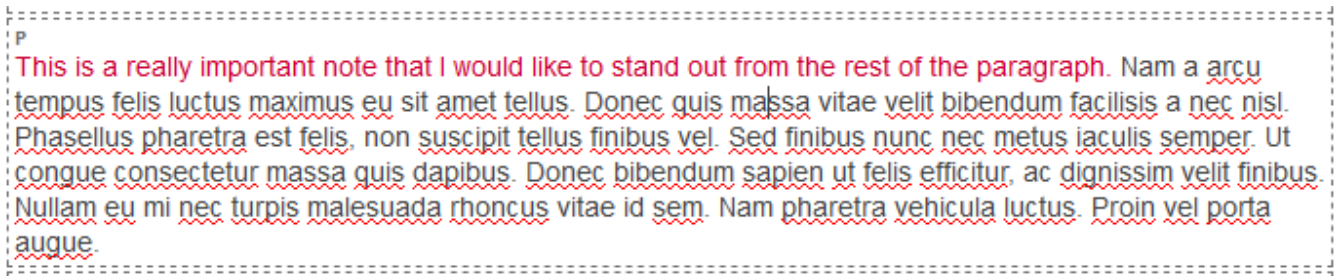 P
This is a really important note that I would like to stand out from the rest of the paragraph. Nam a arcu
tempus felis luctus maximus eu sit amet tellus. Donec quis massa vitae velit bibendum facilisis a nec nisl.
Phasellus pharetra est felis, non suscipit tellus finibus vel. Sed finibus nunc nec metus iaculis semper. Ut
congue consectetur massa quis dapibus. Donec bibendum sapien ut felis efficitur, ac dignissim velit finibus.
Nullam eu mi nec turpis malesuada rhoncus vitae id sem. Nam pharetra vehicula luctus. Proin vel porta
augue.